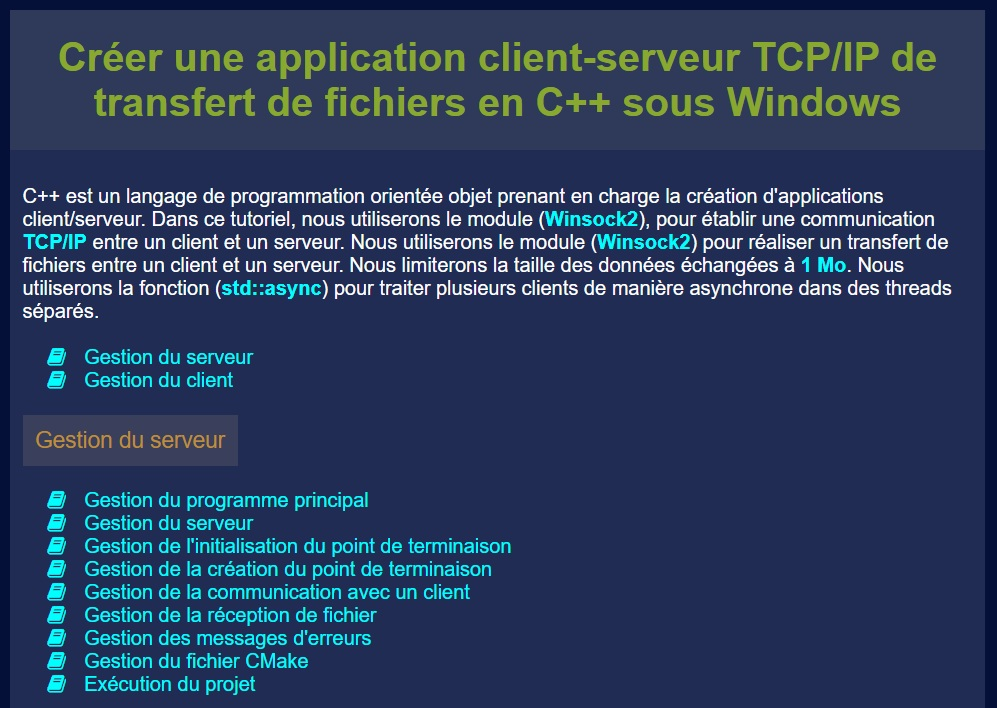 Créer une application client-serveur TCP/IP de
transfert de fichiers en C++ sous Windows
C++ est un langage de programmation orientée objet prenant en charge la création d'applications
client/serveur. Dans ce tutoriel, nous utiliserons le module (Winsock2), pour établir une communication
TCP/IP entre un client et un serveur. Nous utiliserons le module (Winsock2) pour réaliser un transfert de
fichiers entre un client et un serveur. Nous limiterons la taille des données échangées à 1 Mo. Nous
utiliserons la fonction (std::async) pour traiter plusieurs clients de manière asynchrone dans des threads
séparés.
Gestion du serveur
Gestion du client
Gestion du serveur
Gestion du programme principal
Gestion du serveur
Gestion de l'initialisation du point de terminaison
Gestion de la création du point de terminaison
Gestion de la communication avec un client
Gestion de la réception de fichier
Gestion des messages d'erreurs
Gestion du fichier CMake
Exécution du projet